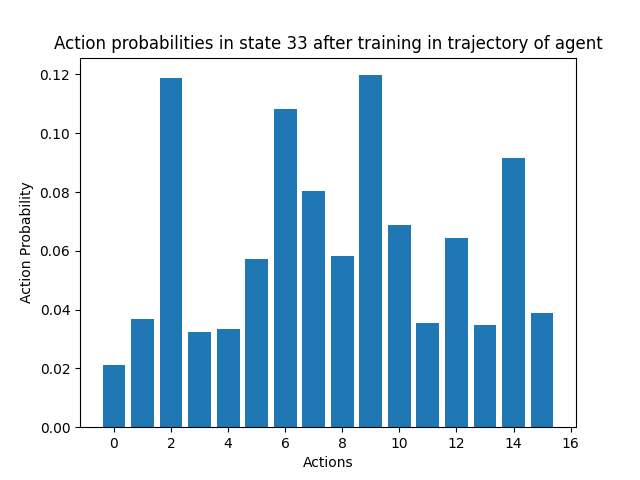 Action probabilities in state 33 after training in trajectory of agent
0.12
0.10
0.08
0.06
0.04
0.02
0.00
Action Probability
0 2 4 6 8 10 12 14 16
Actions